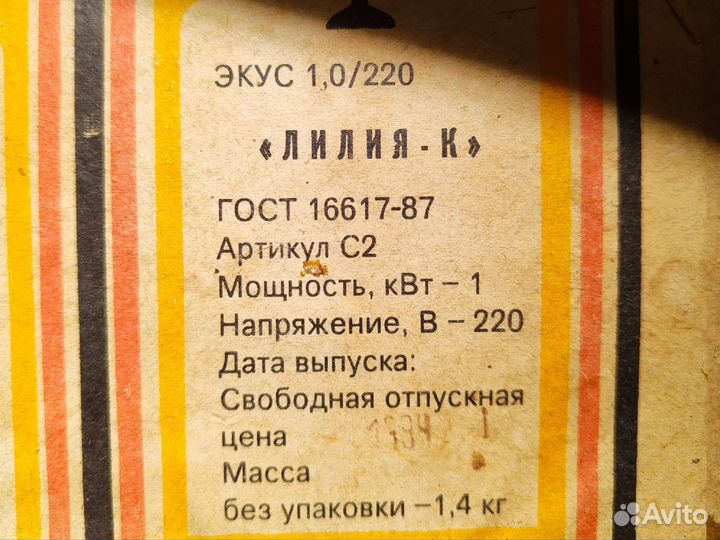 ЭКУС 1,0/220
«ЛИЛИЯ - К»
ГОСТ 16617-87
Артикул С2
Мощность, кВт – 1
Напряжение, В – 220
Дата выпуска:
Свободная отпускная
цена
Масса
без упаковки –1,4 кг
Avito